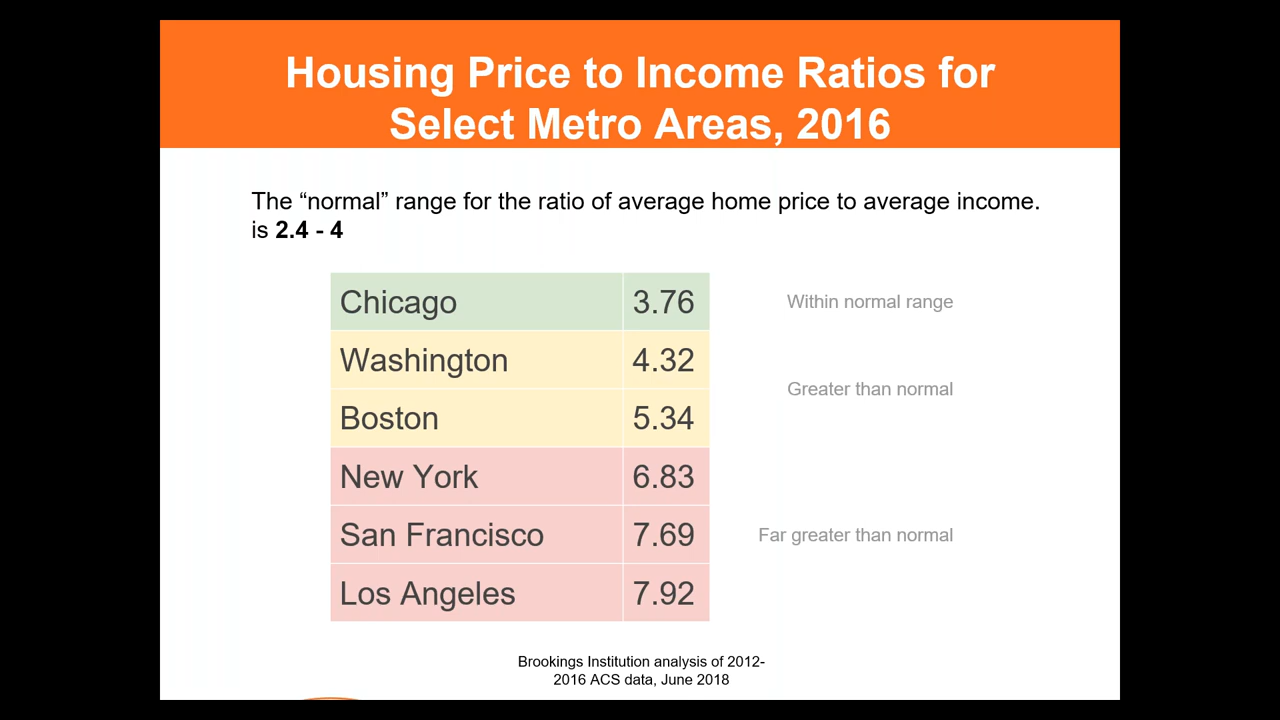 Housing Price to Income Ratios for
Select Metro Areas, 2016
The “normal” range for the ratio of average home price to average income.
is 2.4 - 4
Chicago 3.76 Within normal range
Washington 4.32
Greater than normal
Boston 5.34
New York 6.83
San Francisco 7.69 Far greater than normal
Los Angeles 7.92
Brookings Institution analysis of 2012-
2016 ACS data, June 2018